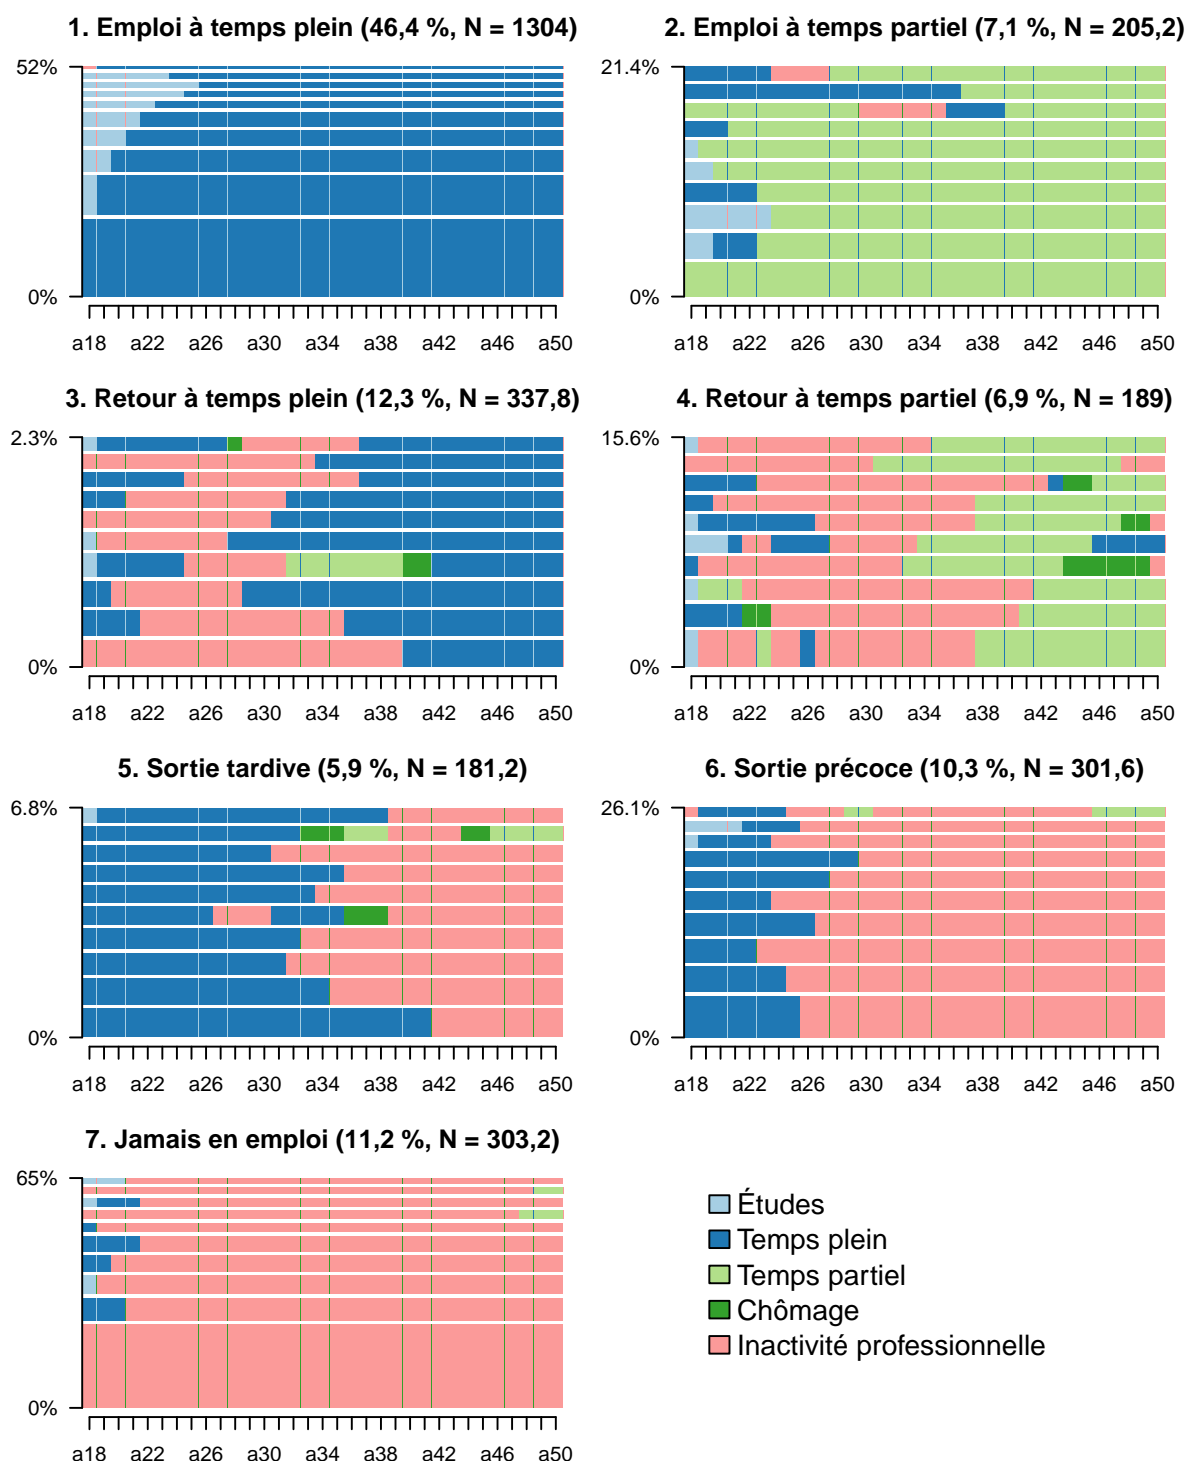 1. Emploi à temps plein (46,4 %, N = 1304)
52%
0%
a18 a22 a26 a30 a34 a38 a42 a46 a50
2. Emploi à temps partiel (7,1 %, N = 205,2)
21.4%
0%
a18 a22 a26 a30 a34 a38 a42 a46 a50
3. Retour à temps plein (12,3 %, N = 337,8)
2.3%
0%
a18 a22 a26 a30 a34 a38 a42 a46 a50
4. Retour à temps partiel (6,9 %, N = 189)
15.6%
0%
a18 a22 a26 a30 a34 a38 a42 a46 a50
5. Sortie tardive (5,9 %, N = 181,2)
6.8%
0%
a18 a22 a26 a30 a34 a38 a42 a46 a50
6. Sortie précoce (10,3 %, N = 301,6)
26.1%
0%
a18 a22 a26 a30 a34 a38 a42 a46 a50
7. Jamais en emploi (11,2 %, N = 303,2)
65%
0%
a18 a22 a26 a30 a34 a38 a42 a46 a50
Études
Temps plein
Temps partiel
Chômage
Inactivité professionnelle